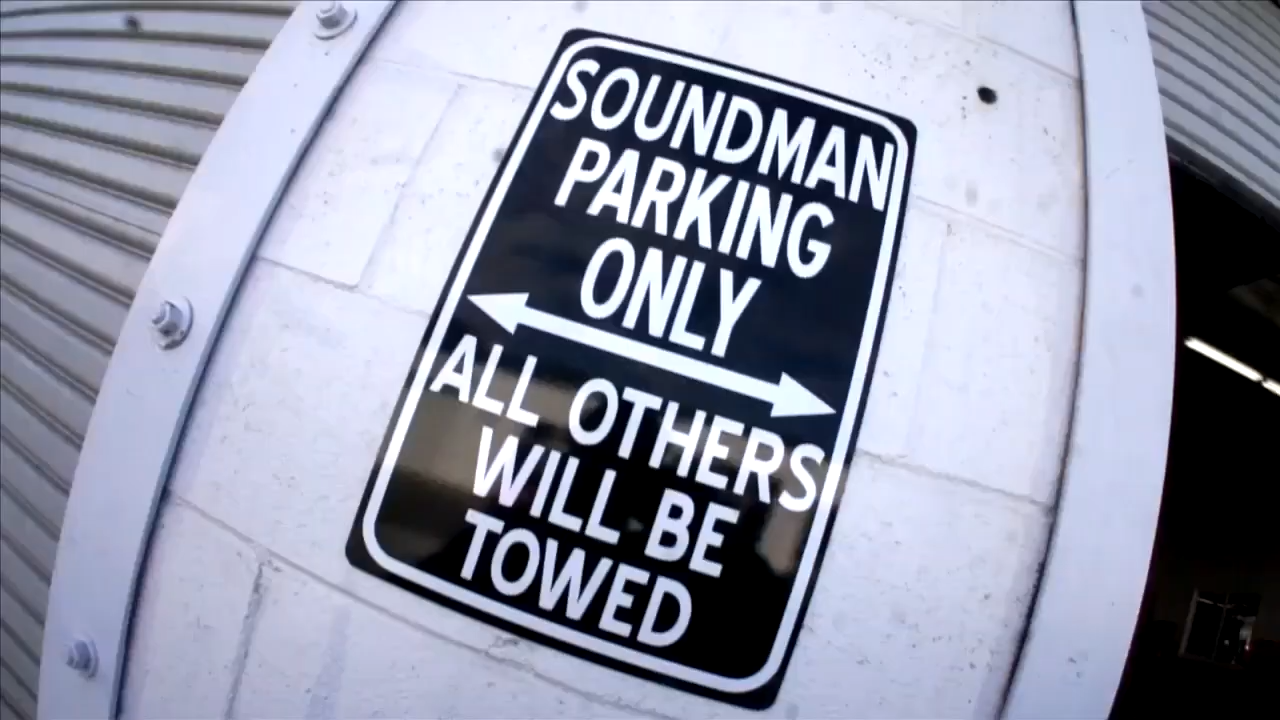 SOUNDMAN
PARKING
ONLY
ALL OTHERS
WILL BE
TOWED